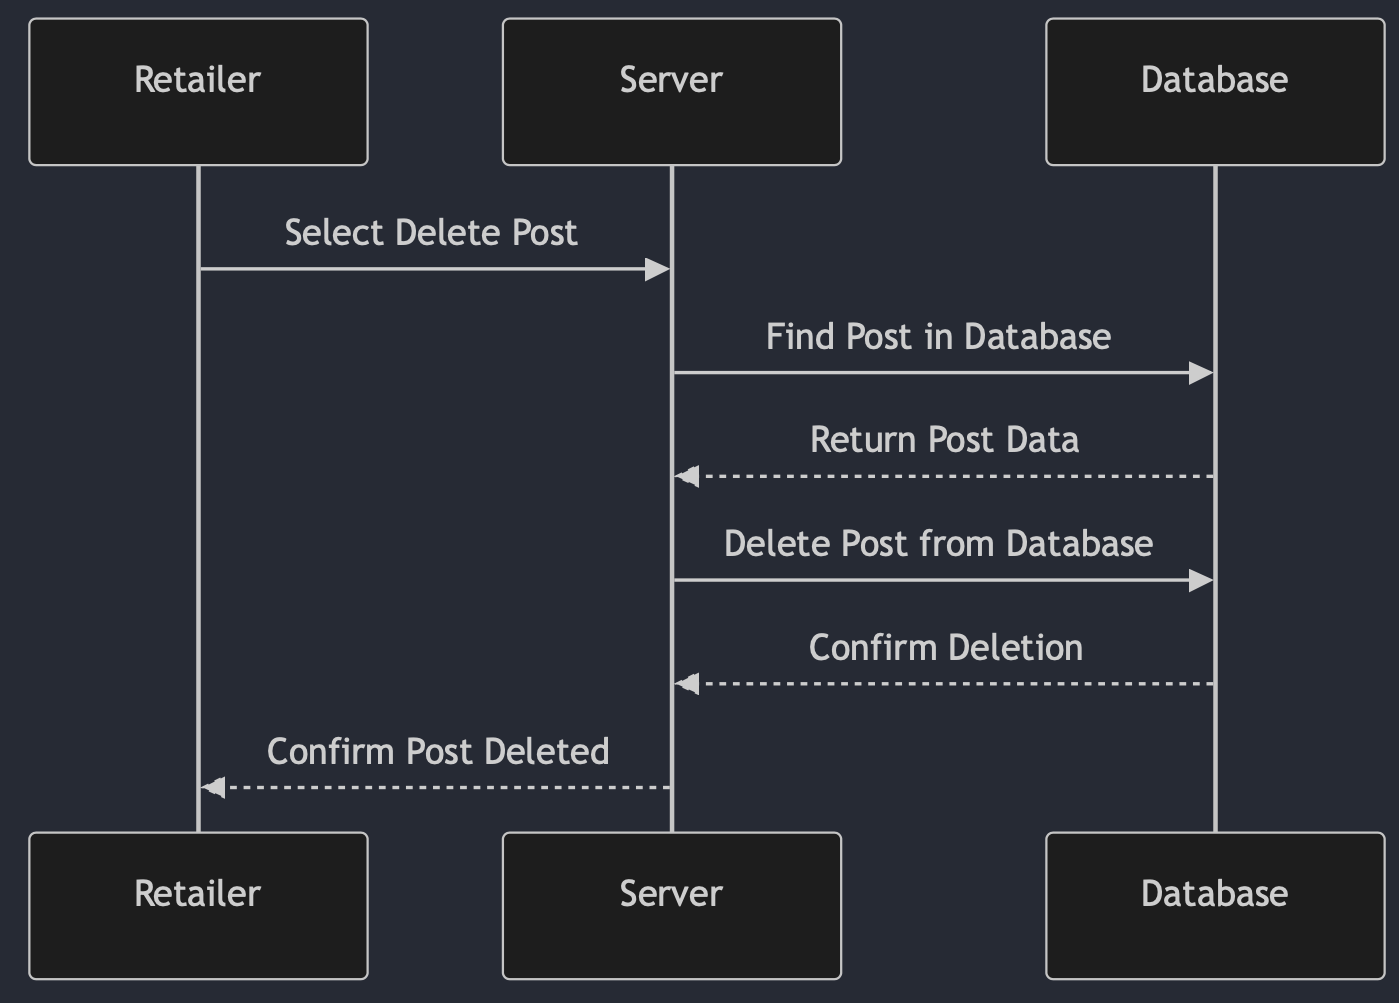 Retailer
Server
Database
Select Delete Post
Find Post in Database
Return Post Data
Delete Post from Database
Confirm Deletion
Confirm Post Deleted
Retailer
Server
Database